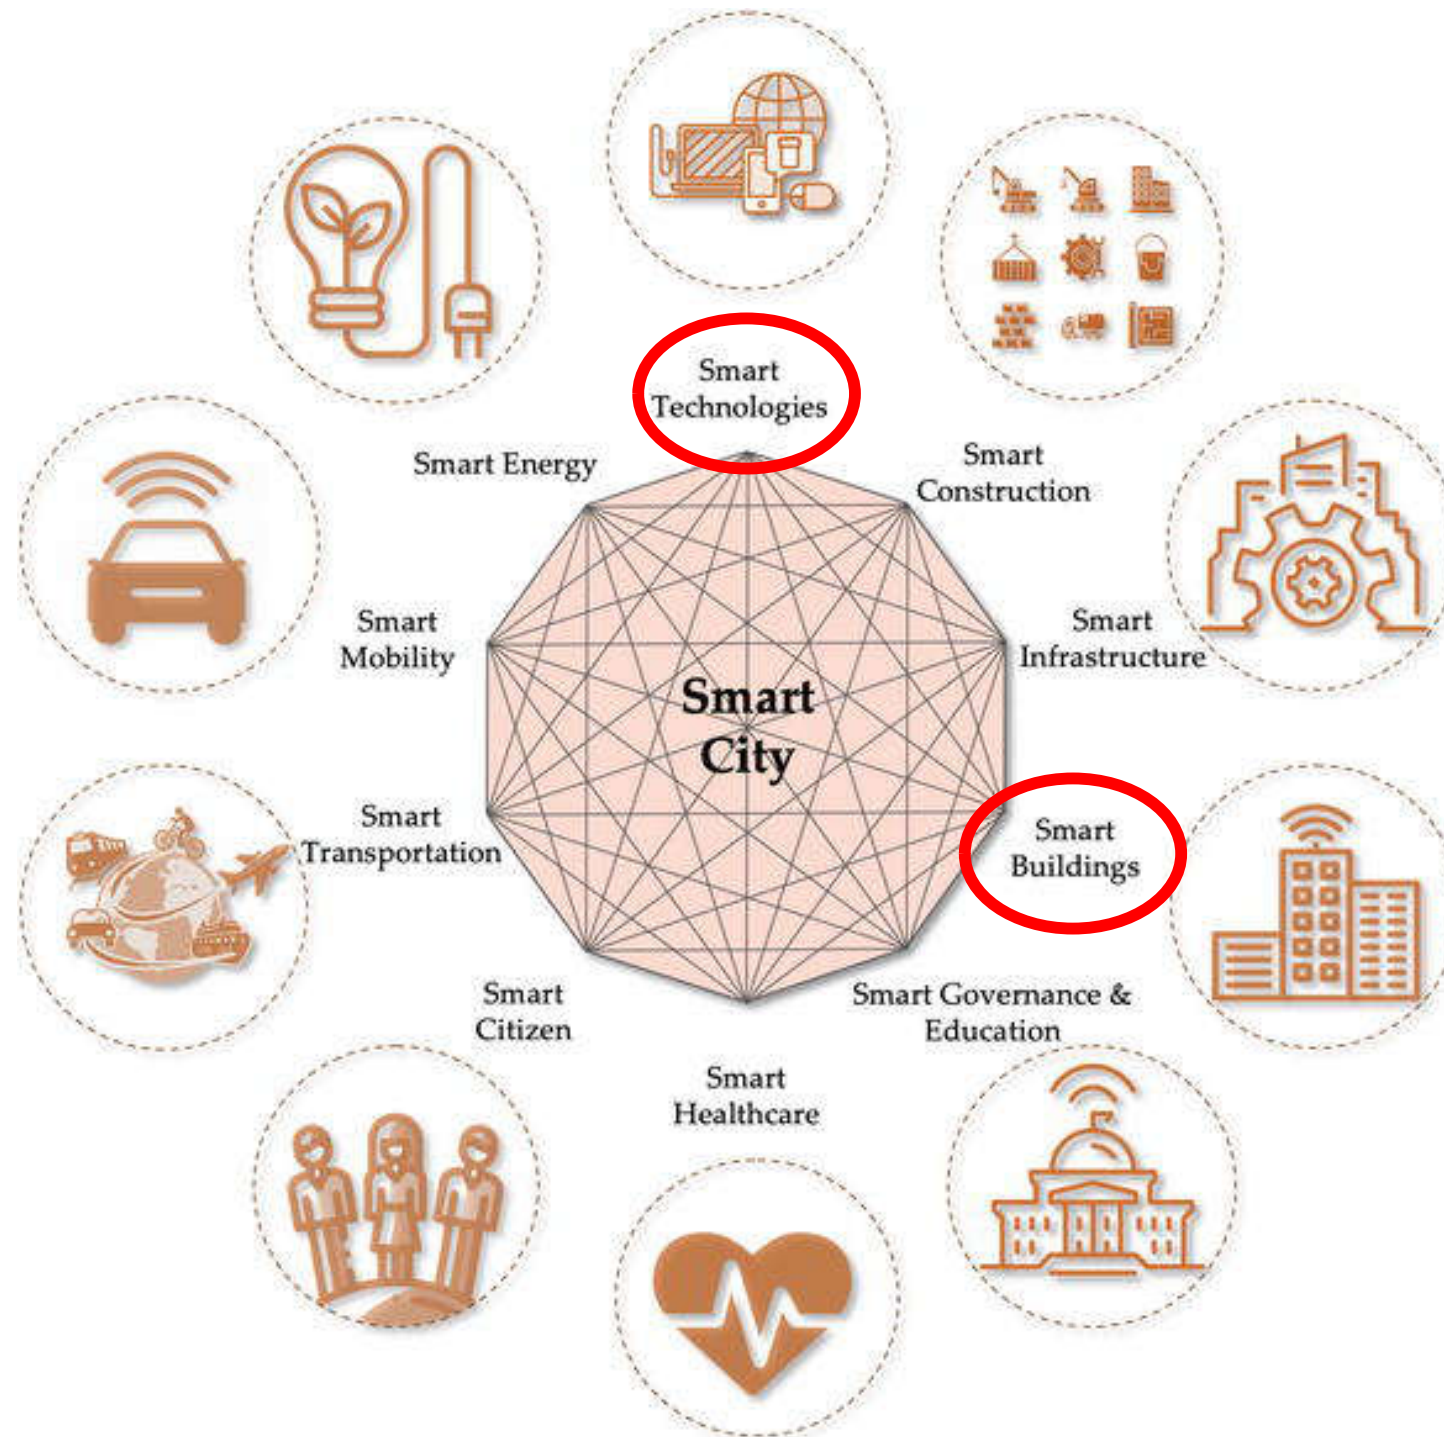 Smart
Technologies
Smart Energy
Smart
Construction
Smart
Mobility
Smart
Infrastructure
Smart
City
Smart
Transportation
Smart
Buildings
Smart
Citizen
Smart Governance &
Education
Smart
Healthcare